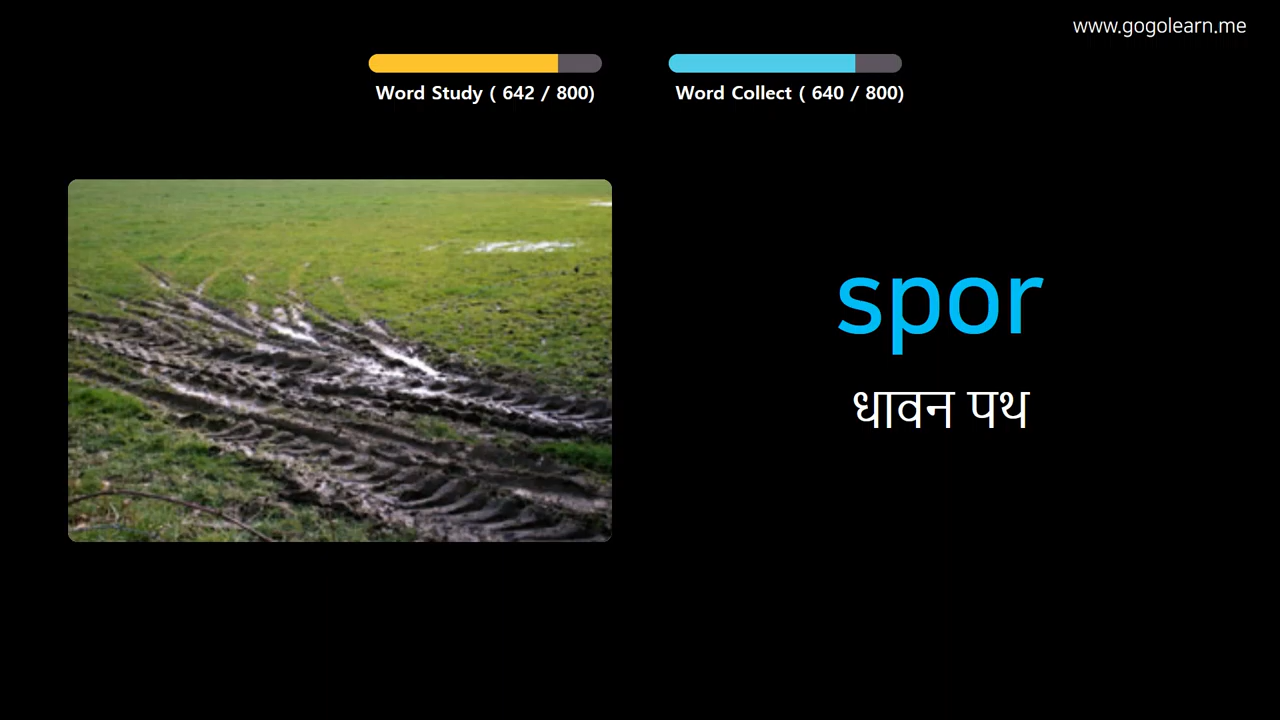 www.gogolearn.me
Word Study ( 642 / 800)
Word Collect ( 640 / 800)
spor
धावन पथ